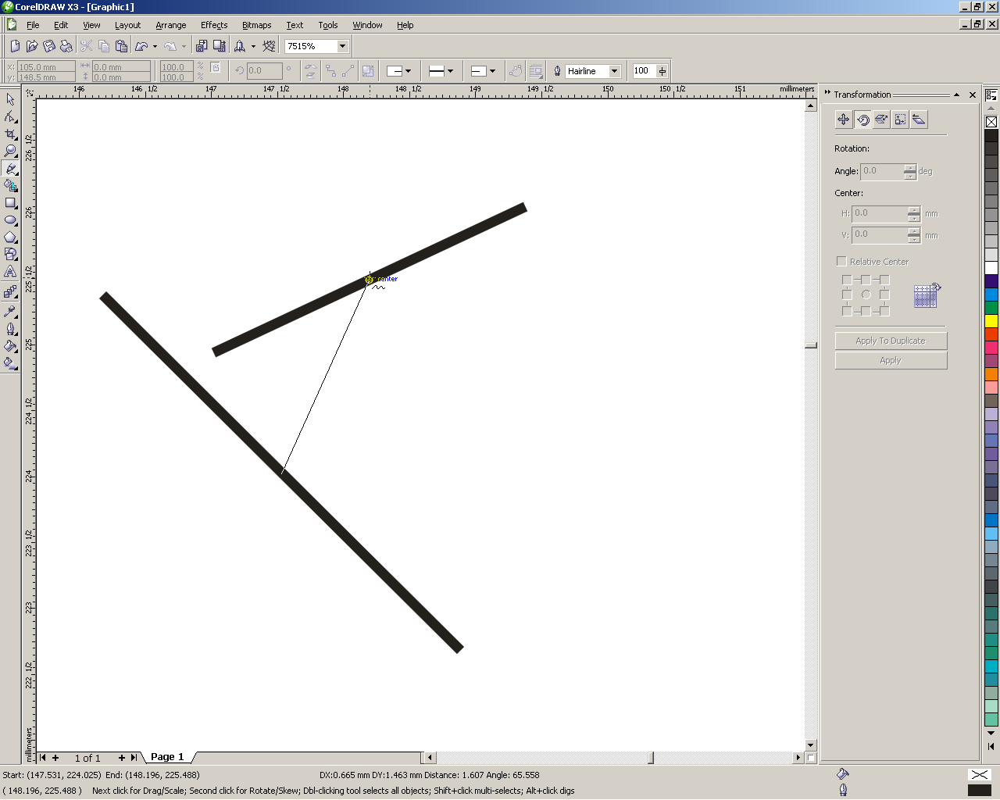 CorelDRAW X3 - [Graphic1]
File Edit View Layout Arrange Effects Bitmaps Text Tools Window Help
7515%
x: 105.0 mm 0.0 mm 100.0 % 0.0 ° Hairline 100
y: 148.5 mm 0.0 mm 100.0 %
146 146 1/2 147 147 1/2 148 148 1/2 149 149 1/2 150 150 1/2 151 millimeters
Transformation
226 1/2
226
225 1/2
225
224 1/2
224
223 1/2
223
222 1/2
millimeters
center
Rotation:
Angle: 0.0 deg
Center:
H: 0.0 mm
V: 0.0 mm
Relative Center
Apply To Duplicate
Apply
1 of 1 Page 1
Start: (147.531, 224.025) End: (148.196, 225.488) DX:0.665 mm DY:1.463 mm Distance: 1.607 Angle: 65.558
( 148.196, 225.488 ) Next click for Drag/Scale; Second click for Rotate/Skew; Dbl-clicking tool selects all objects; Shift+click multi-selects; Alt+click digs